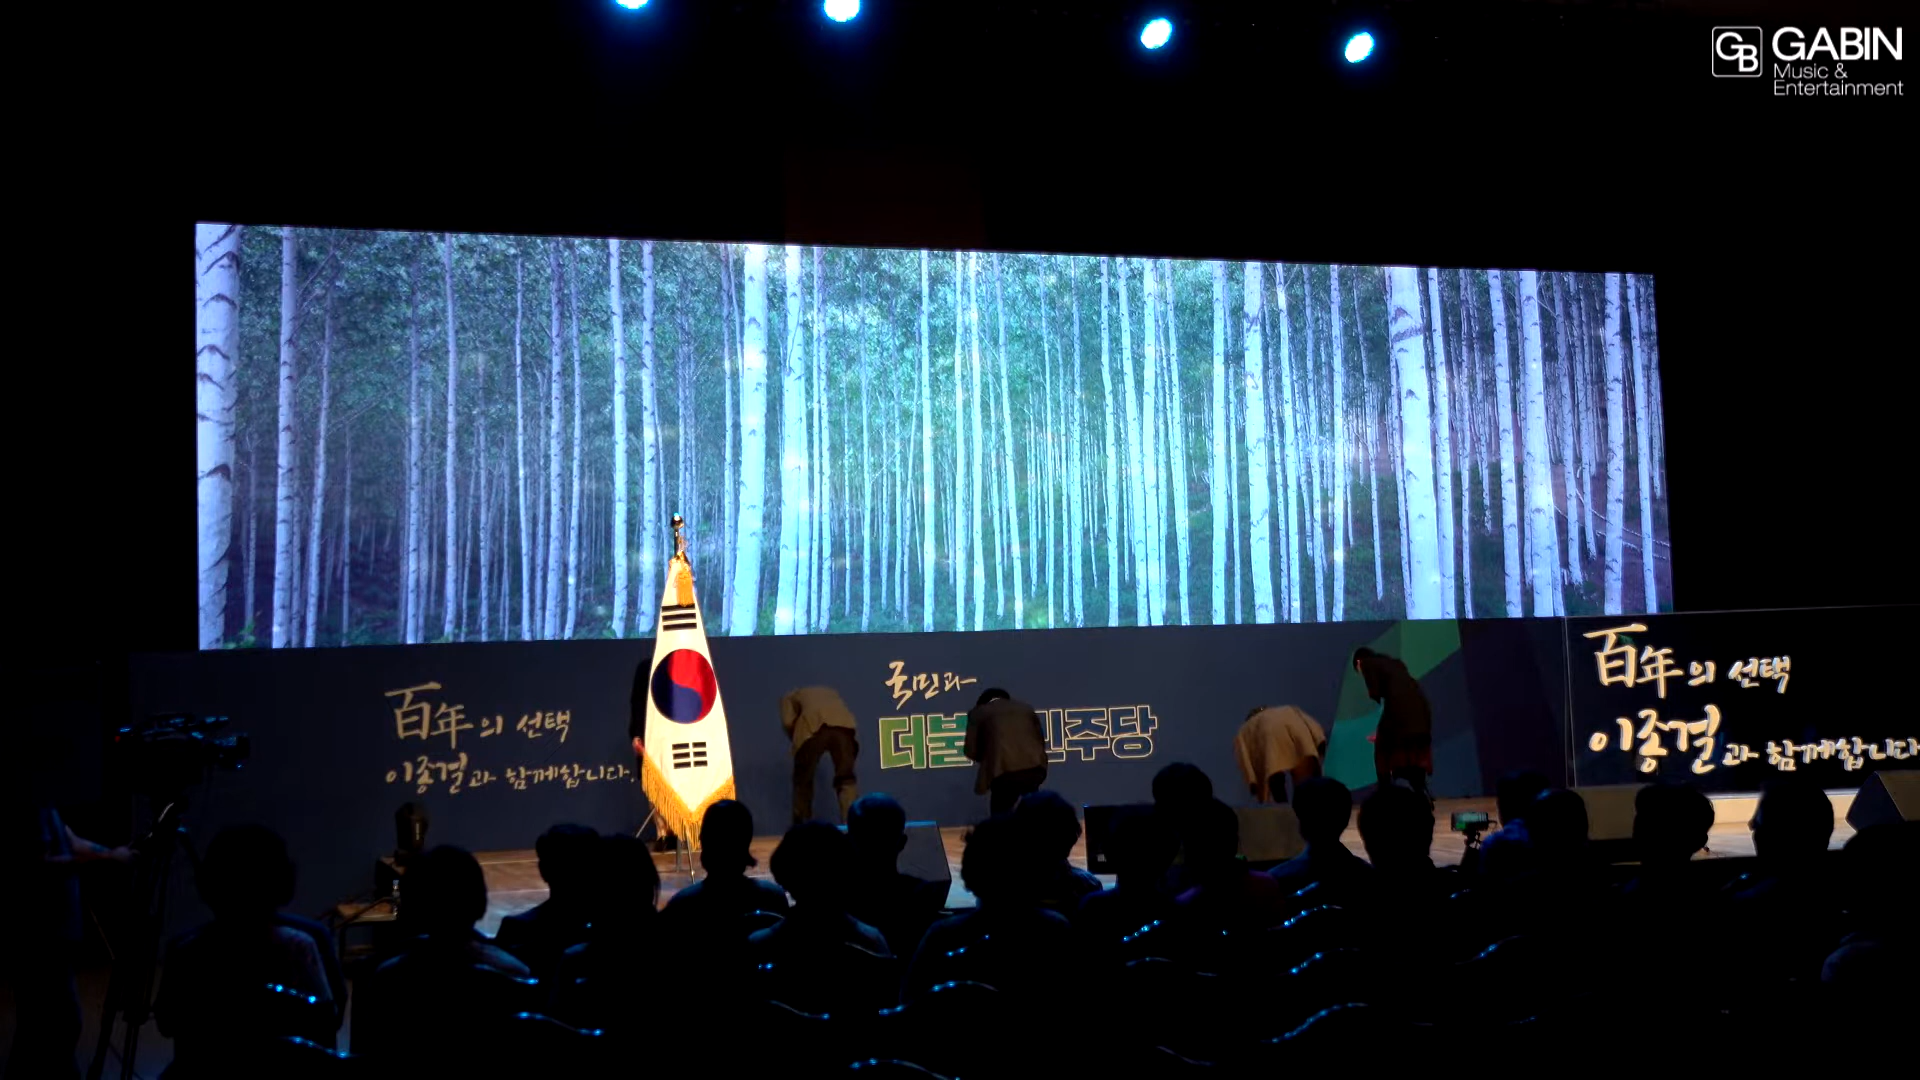 GB GABIN
Music &
Entertainment
百年의 선택
이종걸과 함께합니다.
국민과
더불 민주당
百年의 선택
이종걸과 함께합니다